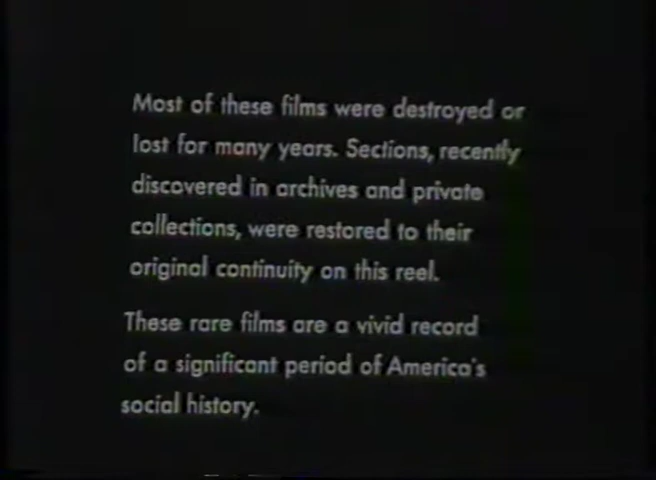 Most of these films were destroyed or
lost for many years. Sections, recently
discovered in archives and private
collections, were restored to their
original continuity on this reel.
These rare films are a vivid record
of a significant period of America's
social history.